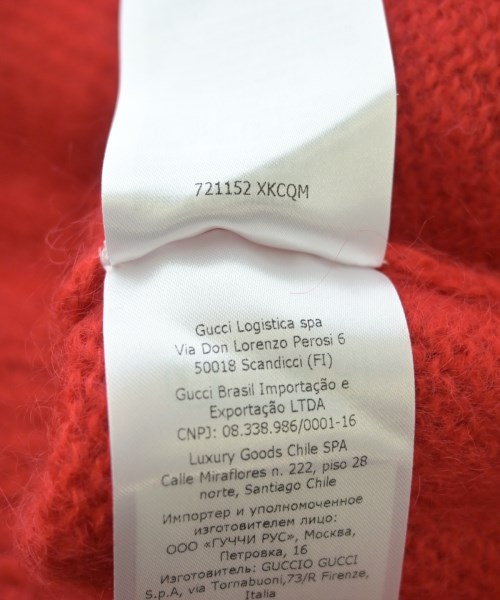 721152 XKCQM
Gucci Logistica spa
Via Don Lorenzo Perosi 6
50018 Scandicci (FI)
Gucci Brasil Importação e
Exportação LTDA
CNPJ: 08.338.986/0001-16
Luxury Goods Chile SPA
Calle Miraflores n. 222, piso 28
norte, Santiago Chile
Импортер и уполномоченное
изготовителем лицо:
ООО «ГУЧЧИ РУС», Москва,
Петровка, 16
Изготовитель: GUCCIO GUCCI
S.p.A, via Tornabuoni,73/R Firenze,
Italia